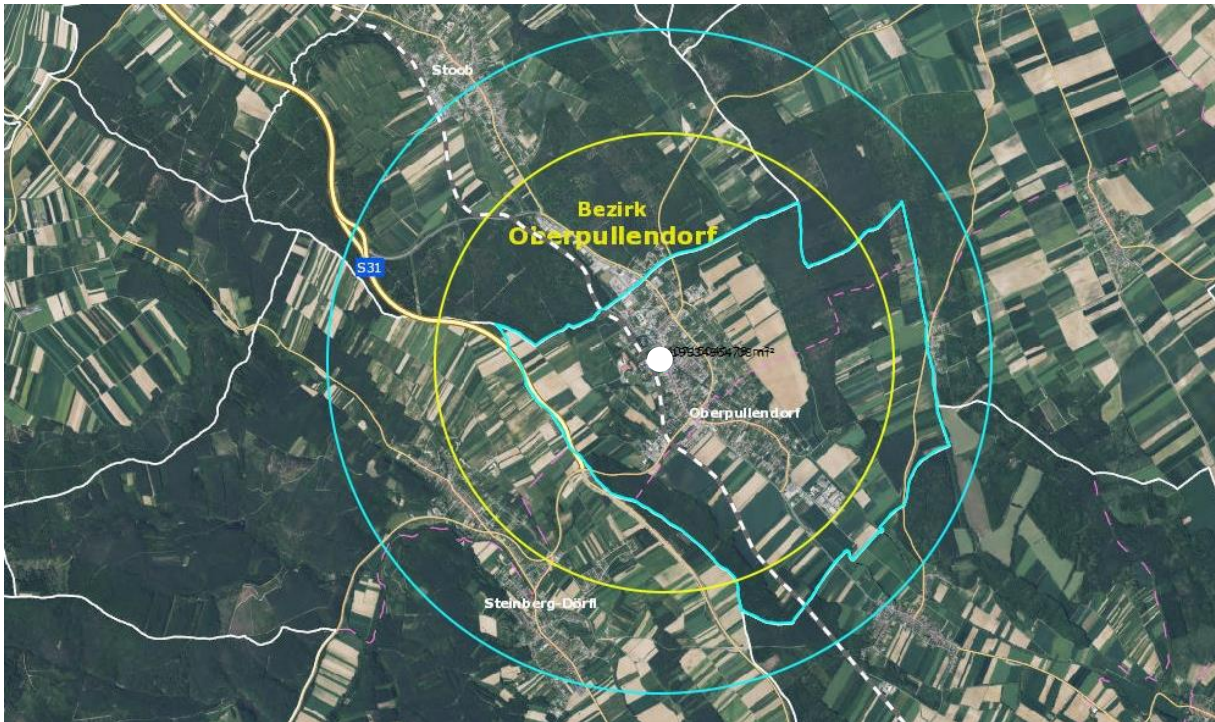 Stoob
Bezirk
Oberpullendorf
S31
Oberpullendorf
Steinberg-Dörfl